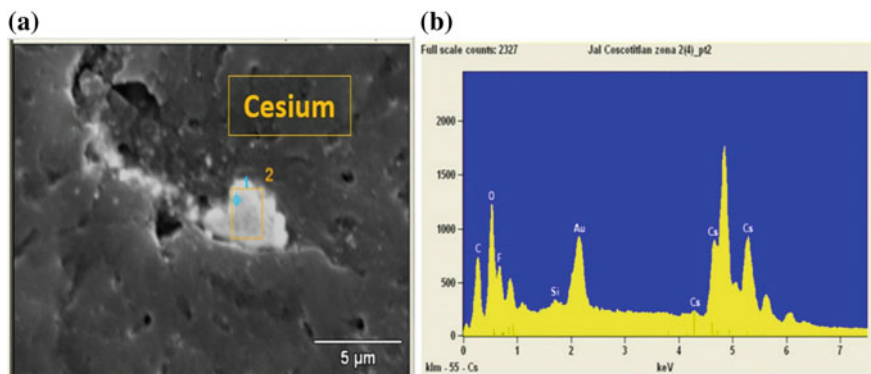 (a)
Cesium
1
2
5 µm
(b)
Full scale counts: 2327 Jal Coscotitlan zona 2(4)_pt2
2000
1500
1000
500
0
C
O
F
Si
Au
Cs
Cs
Cs
0 1 2 3 4 5 6 7
klm - 55 - Cs keV